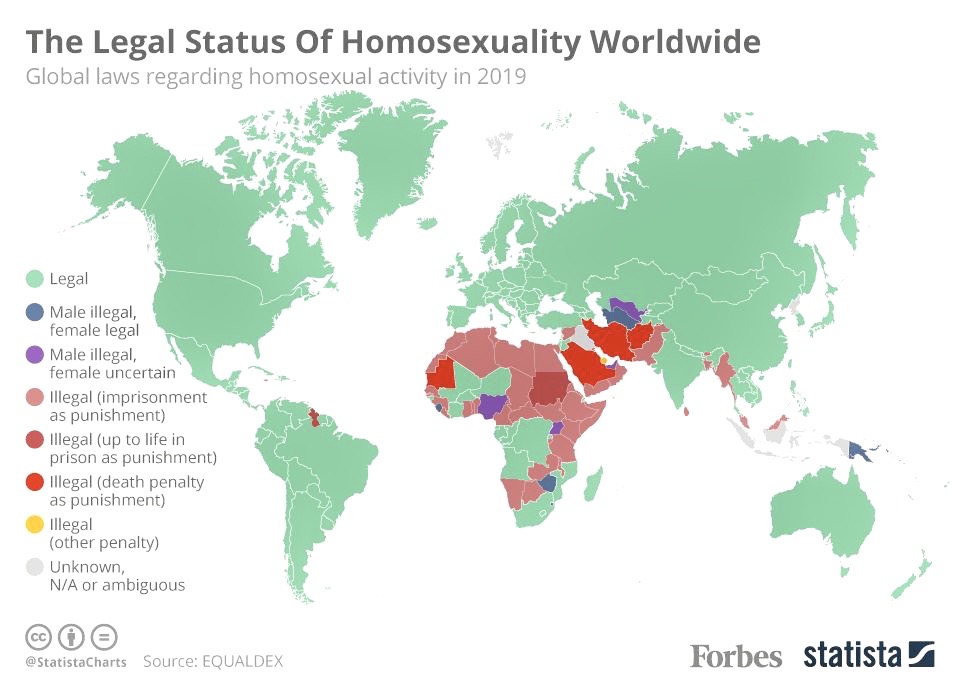 The Legal Status Of Homosexuality Worldwide
Global laws regarding homosexual activity in 2019
Legal
Male illegal,
female legal
Male illegal,
female uncertain
Illegal (imprisonment
as punishment)
Illegal (up to life in
prison as punishment)
Illegal (death penalty
as punishment)
Illegal
(other penalty)
Unknown,
N/A or ambiguous
cc
@StatistaCharts Source: EQUALDEX
Forbes statista